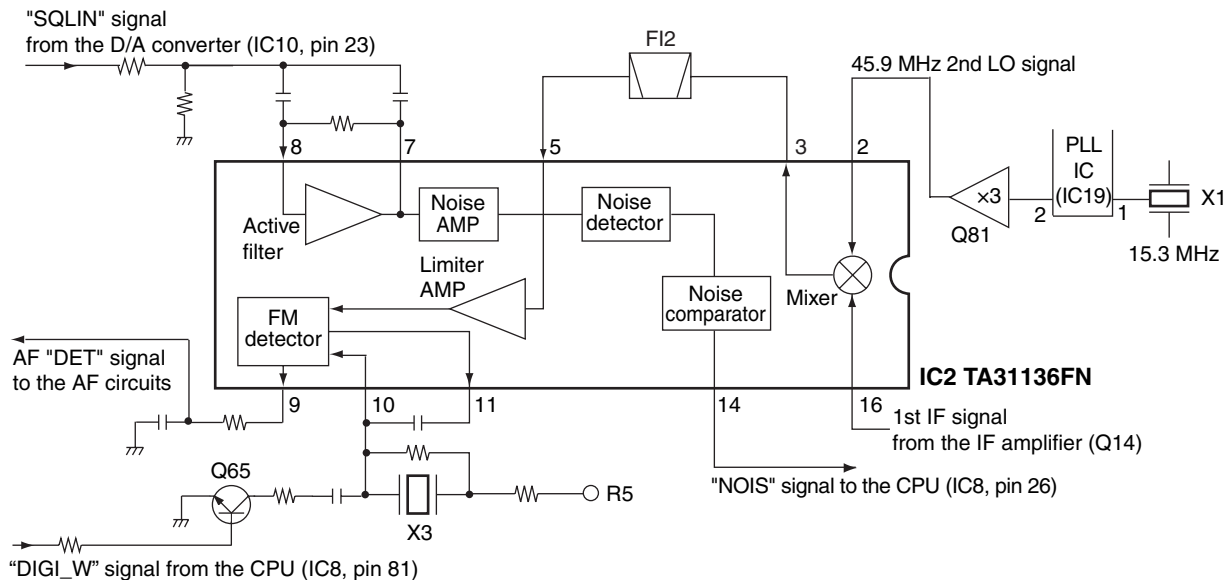 "SQLIN" signal
from the D/A converter (IC10, pin 23)
FI2
45.9 MHz 2nd LO signal
8
7
5
3
2
PLL
IC
(IC19)
X1
×3
2
1
Q81
15.3 MHz
Active
filter
Noise
AMP
Noise
detector
Limiter
AMP
Mixer
FM
detector
Noise
comparator
AF "DET" signal
to the AF circuits
IC2 TA31136FN
9
10
11
14
16
1st IF signal
from the IF amplifier (Q14)
Q65
R5
X3
"NOIS" signal to the CPU (IC8, pin 26)
“DIGI_W” signal from the CPU (IC8, pin 81)